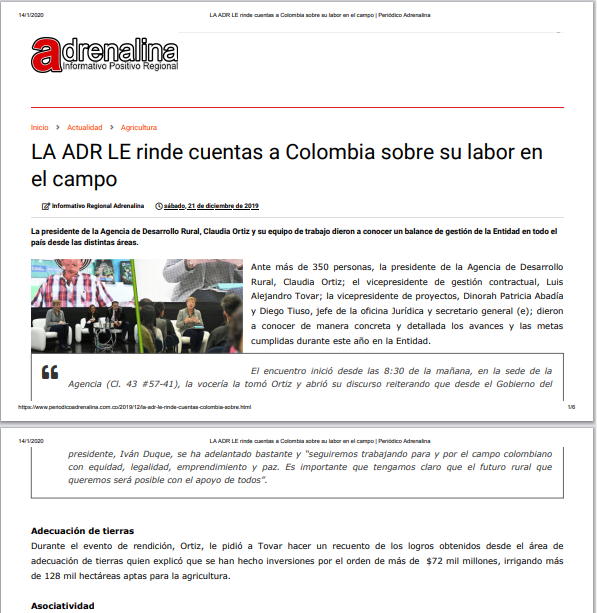 14/1/2020 LA ADR LE rinde cuentas a Colombia sobre su labor en el campo | Periódico Adrenalina
adrenalina
Informativo Positivo Regional
Inicio > Actualidad > Agricultura
LA ADR LE rinde cuentas a Colombia sobre su labor en
el campo
Informativo Regional Adrenalina sábado, 21 de diciembre de 2019
La presidente de la Agencia de Desarrollo Rural, Claudia Ortiz y su equipo de trabajo dieron a conocer un balance de gestión de la Entidad en todo el
país desde las distintas áreas.
Ante más de 350 personas, la presidente de la Agencia de Desarrollo
Rural, Claudia Ortiz; el vicepresidente de gestión contractual, Luis
Alejandro Tovar; la vicepresidente de proyectos, Dinorah Patricia Abadía
y Diego Tiuso, jefe de la oficina Jurídica y secretario general (e); dieron
a conocer de manera concreta y detallada los avances y las metas
cumplidas durante este año en la Entidad.
El encuentro inició desde las 8:30 de la mañana, en la sede de la
Agencia (Cl. 43 #57-41), la vocería la tomó Ortiz y abrió su discurso reiterando que desde el Gobierno del
https://www.periodicoadrenalina.com.co/2019/12/la-adr-le-rinde-cuentas-colombia-sobre.html 1/6
14/1/2020 LA ADR LE rinde cuentas a Colombia sobre su labor en el campo | Periódico Adrenalina
presidente, Iván Duque, se ha adelantado bastante y “seguiremos trabajando para y por el campo colombiano
con equidad, legalidad, emprendimiento y paz. Es importante que tengamos claro que el futuro rural que
queremos será posible con el apoyo de todos”.
Adecuación de tierras
Durante el evento de rendición, Ortiz, le pidió a Tovar hacer un recuento de los logros obtenidos desde el área de
adecuación de tierras quien explicó que se han hecho inversiones por el orden de más de $72 mil millones, irrigando más
de 128 mil hectáreas aptas para la agricultura.
Asociatividad